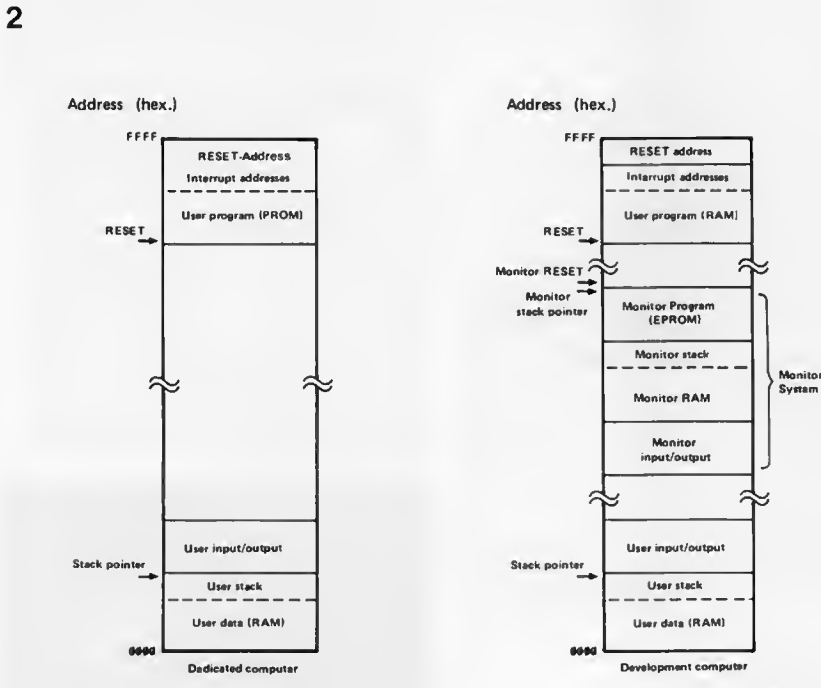 2
Address (hex.)
FFFF
RESET-Address
Interrupt addresses
User program (PROM)
RESET
User input/output
Stack pointer
User stack
User data (RAM)
0000
Dedicated computer
Address (hex.)
FFFF
RESET address
Interrupt addresses
User program (RAM)
RESET
Monitor RESET
Monitor
stack pointer
Monitor Program
(EPROM)
Monitor stack
Monitor RAM
Monitor
input/output
Monitor
System
User input/output
Stack pointer
User stack
User data (RAM)
0000
Development computer